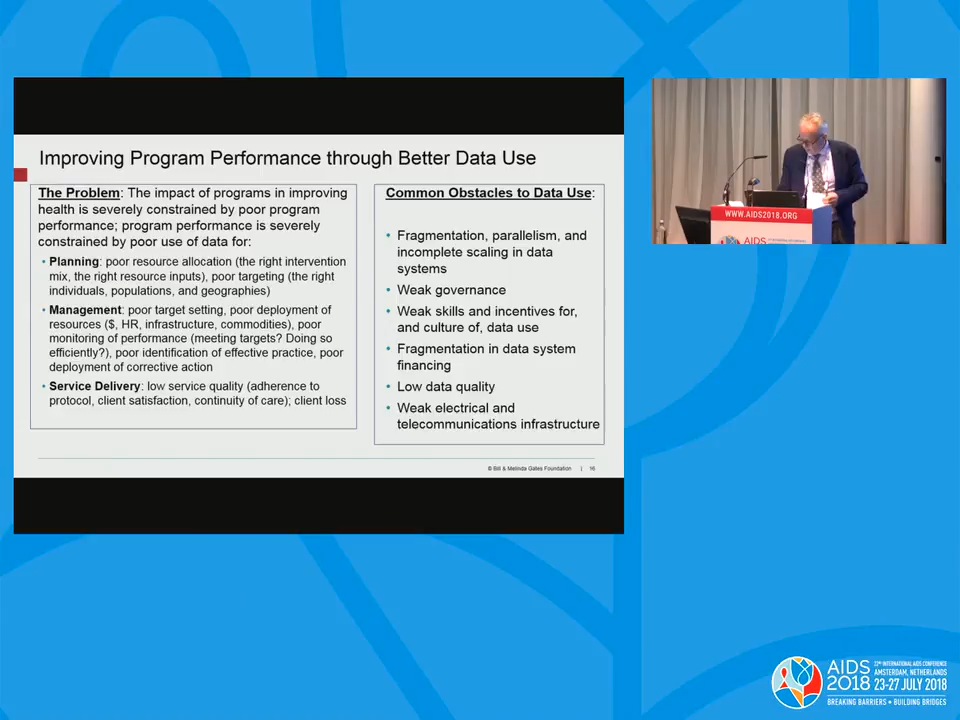 Improving Program Performance through Better Data Use
The Problem: The impact of programs in improving
health is severely constrained by poor program
performance; program performance is severely
constrained by poor use of data for:
• Planning: poor resource allocation (the right intervention
mix, the right resource inputs), poor targeting (the right
individuals, populations, and geographies)
• Management: poor target setting, poor deployment of
resources ($, HR, infrastructure, commodities), poor
monitoring of performance (meeting targets? Doing so
efficiently?), poor identification of effective practice, poor
deployment of corrective action
• Service Delivery: low service quality (adherence to
protocol, client satisfaction, continuity of care); client loss
Common Obstacles to Data Use:
• Fragmentation, parallelism, and
incomplete scaling in data
systems
• Weak governance
• Weak skills and incentives for,
and culture of, data use
• Fragmentation in data system
financing
• Low data quality
• Weak electrical and
telecommunications infrastructure
© Bill & Melinda Gates Foundation | 16
WWW.AIDS2018.ORG
AIDS
AIDS
2018
22ND INTERNATIONAL AIDS CONFERENCE
AMSTERDAM, NETHERLANDS
23-27 JULY 2018
BREAKING BARRIERS • BUILDING BRIDGES